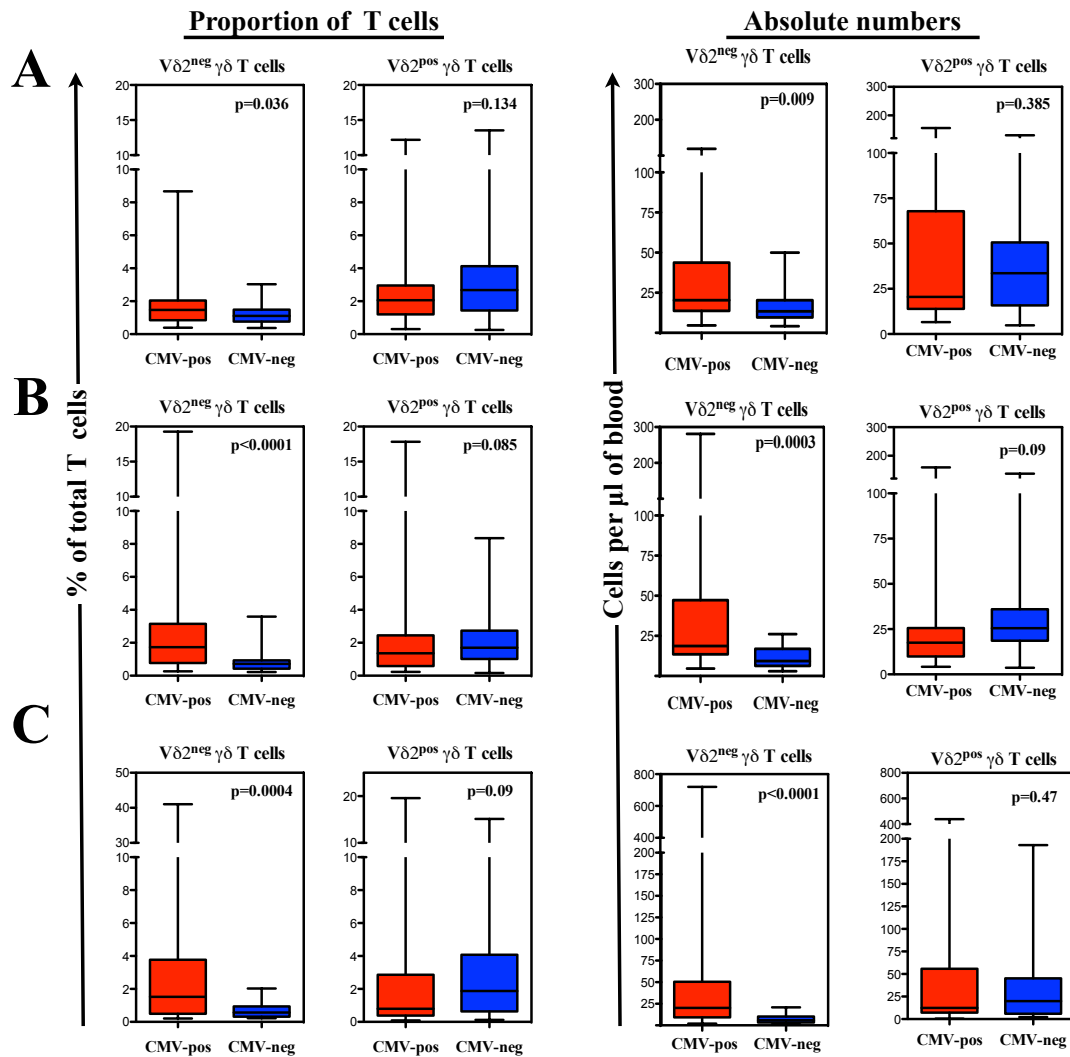 Proportion of T cells
Absolute numbers
% of total T cells
Cells per µl of blood
A
Vδ2neg γδ T cells
p=0.036
20
15
10
10
8
6
4
2
0
CMV-pos CMV-neg
Vδ2pos γδ T cells
p=0.134
20
15
10
10
8
6
4
2
0
CMV-pos CMV-neg
Vδ2neg γδ T cells
p=0.009
300
200
100
75
50
25
CMV-pos CMV-neg
Vδ2pos γδ T cells
p=0.385
300
200
100
75
50
25
0
CMV-pos CMV-neg
B
Vδ2neg γδ T cells
p<0.0001
20
15
10
10
8
6
4
2
0
CMV-pos CMV-neg
Vδ2pos γδ T cells
p=0.085
20
15
10
10
8
6
4
2
0
CMV-pos CMV-neg
Vδ2neg γδ T cells
p=0.0003
300
200
100
75
50
25
CMV-pos CMV-neg
Vδ2pos γδ T cells
p=0.09
300
200
100
75
50
25
0
CMV-pos CMV-neg
C
Vδ2neg γδ T cells
p=0.0004
50
40
30
10
8
6
4
2
0
CMV-pos CMV-neg
Vδ2pos γδ T cells
p=0.09
20
10
8
6
4
2
0
CMV-pos CMV-neg
Vδ2neg γδ T cells
p<0.0001
800
600
400
200
175
150
125
100
75
50
25
CMV-pos CMV-neg
Vδ2pos γδ T cells
p=0.47
800
600
400
200
175
150
125
100
75
50
25
0
CMV-pos CMV-neg